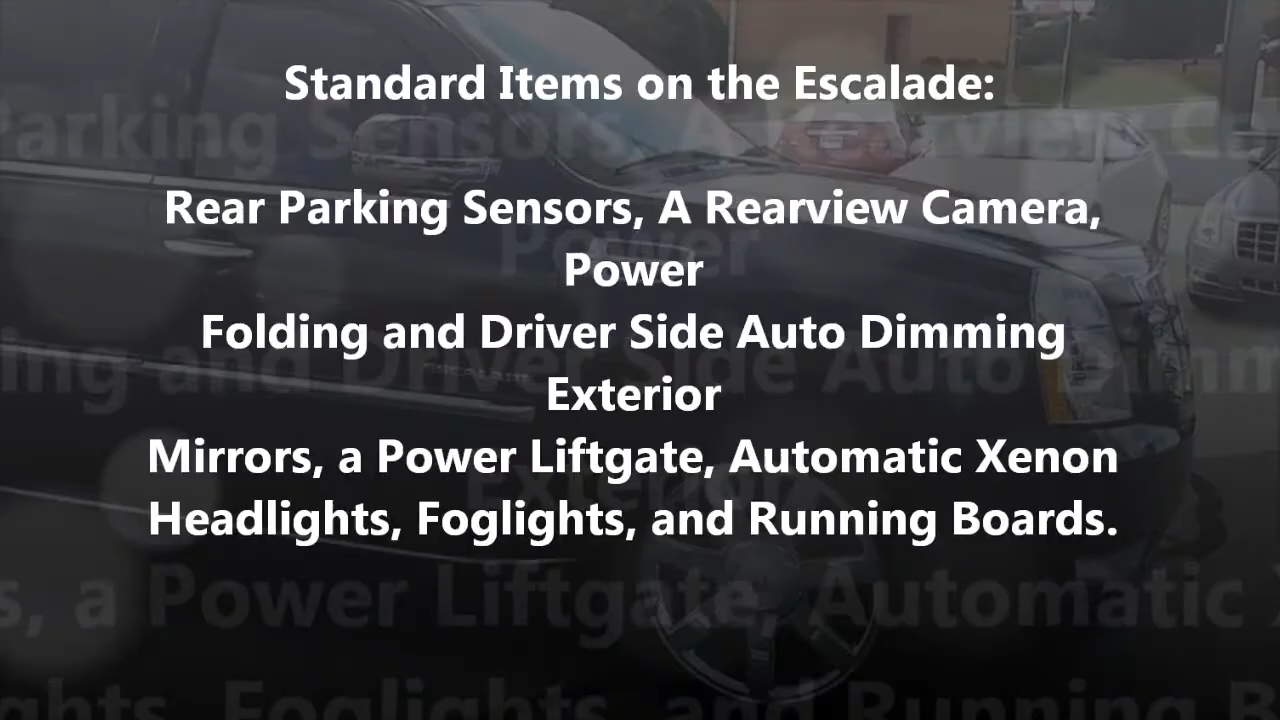 Standard Items on the Escalade:
Rear Parking Sensors, A Rearview Camera,
Power
Folding and Driver Side Auto Dimming
Exterior
Mirrors, a Power Liftgate, Automatic Xenon
Headlights, Foglights, and Running Boards.